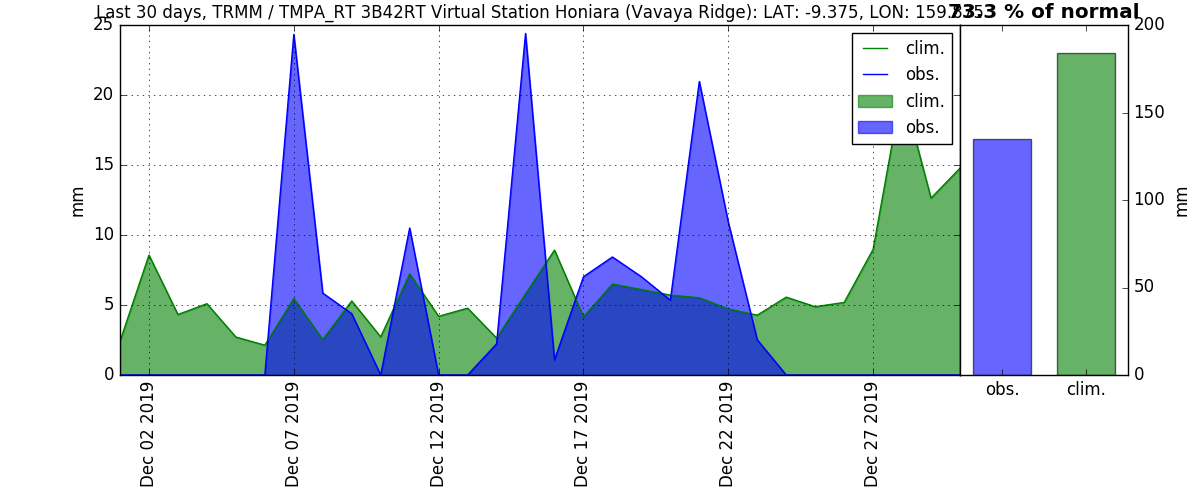 Last 30 days, TRMM / TMPA_RT 3B42RT Virtual Station Honiara (Vavaya Ridge): LAT: -9.375, LON:
73.3 % of normal
25
20
15
10
5
0
mm
clim.
obs.
clim.
obs.
200
150
100
50
0
mm
obs.
clim.
Dec 02 2019
Dec 07 2019
Dec 12 2019
Dec 17 2019
Dec 22 2019
Dec 27 2019